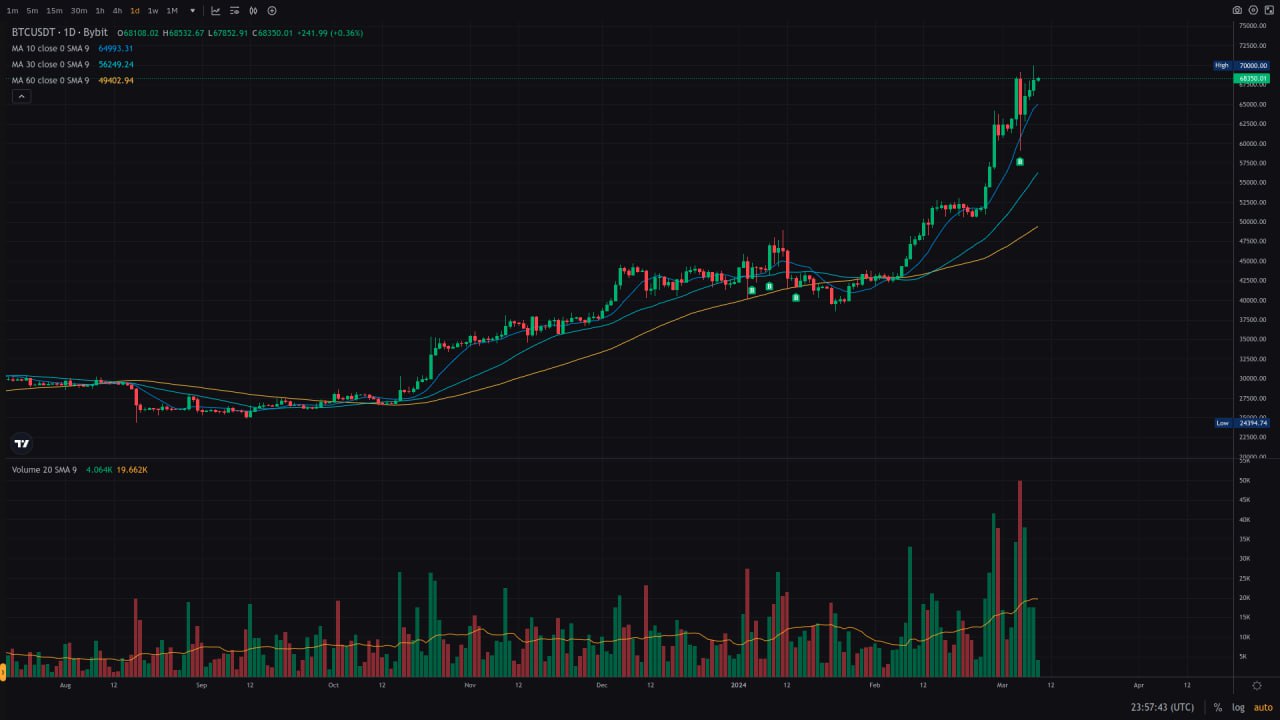 1m 5m 15m 30m 1h 4h 1d 1w 1M
BTCUSDT · 1D · Bybit O68108.02 H68532.67 L67852.91 C68350.01 +241.99 (+0.36%)
MA 10 close 0 SMA 9 64993.31
MA 30 close 0 SMA 9 56249.24
MA 60 close 0 SMA 9 49402.94
75000.00
72500.00
High 70000.00
68350.01
67500.00
65000.00
62500.00
60000.00
57500.00
55000.00
52500.00
50000.00
47500.00
45000.00
42500.00
40000.00
37500.00
35000.00
32500.00
30000.00
27500.00
25000.00
Low 24394.74
22500.00
20000.00
B
B
B
B
Volume 20 SMA 9 4.064K 19.662K
55K
50K
45K
40K
35K
30K
25K
20K
15K
10K
5K
Aug 12 Sep 12 Oct 12 Nov 12 Dec 12 2024 12 Feb 12 Mar 12 Apr 12
23:57:43 (UTC) % log auto